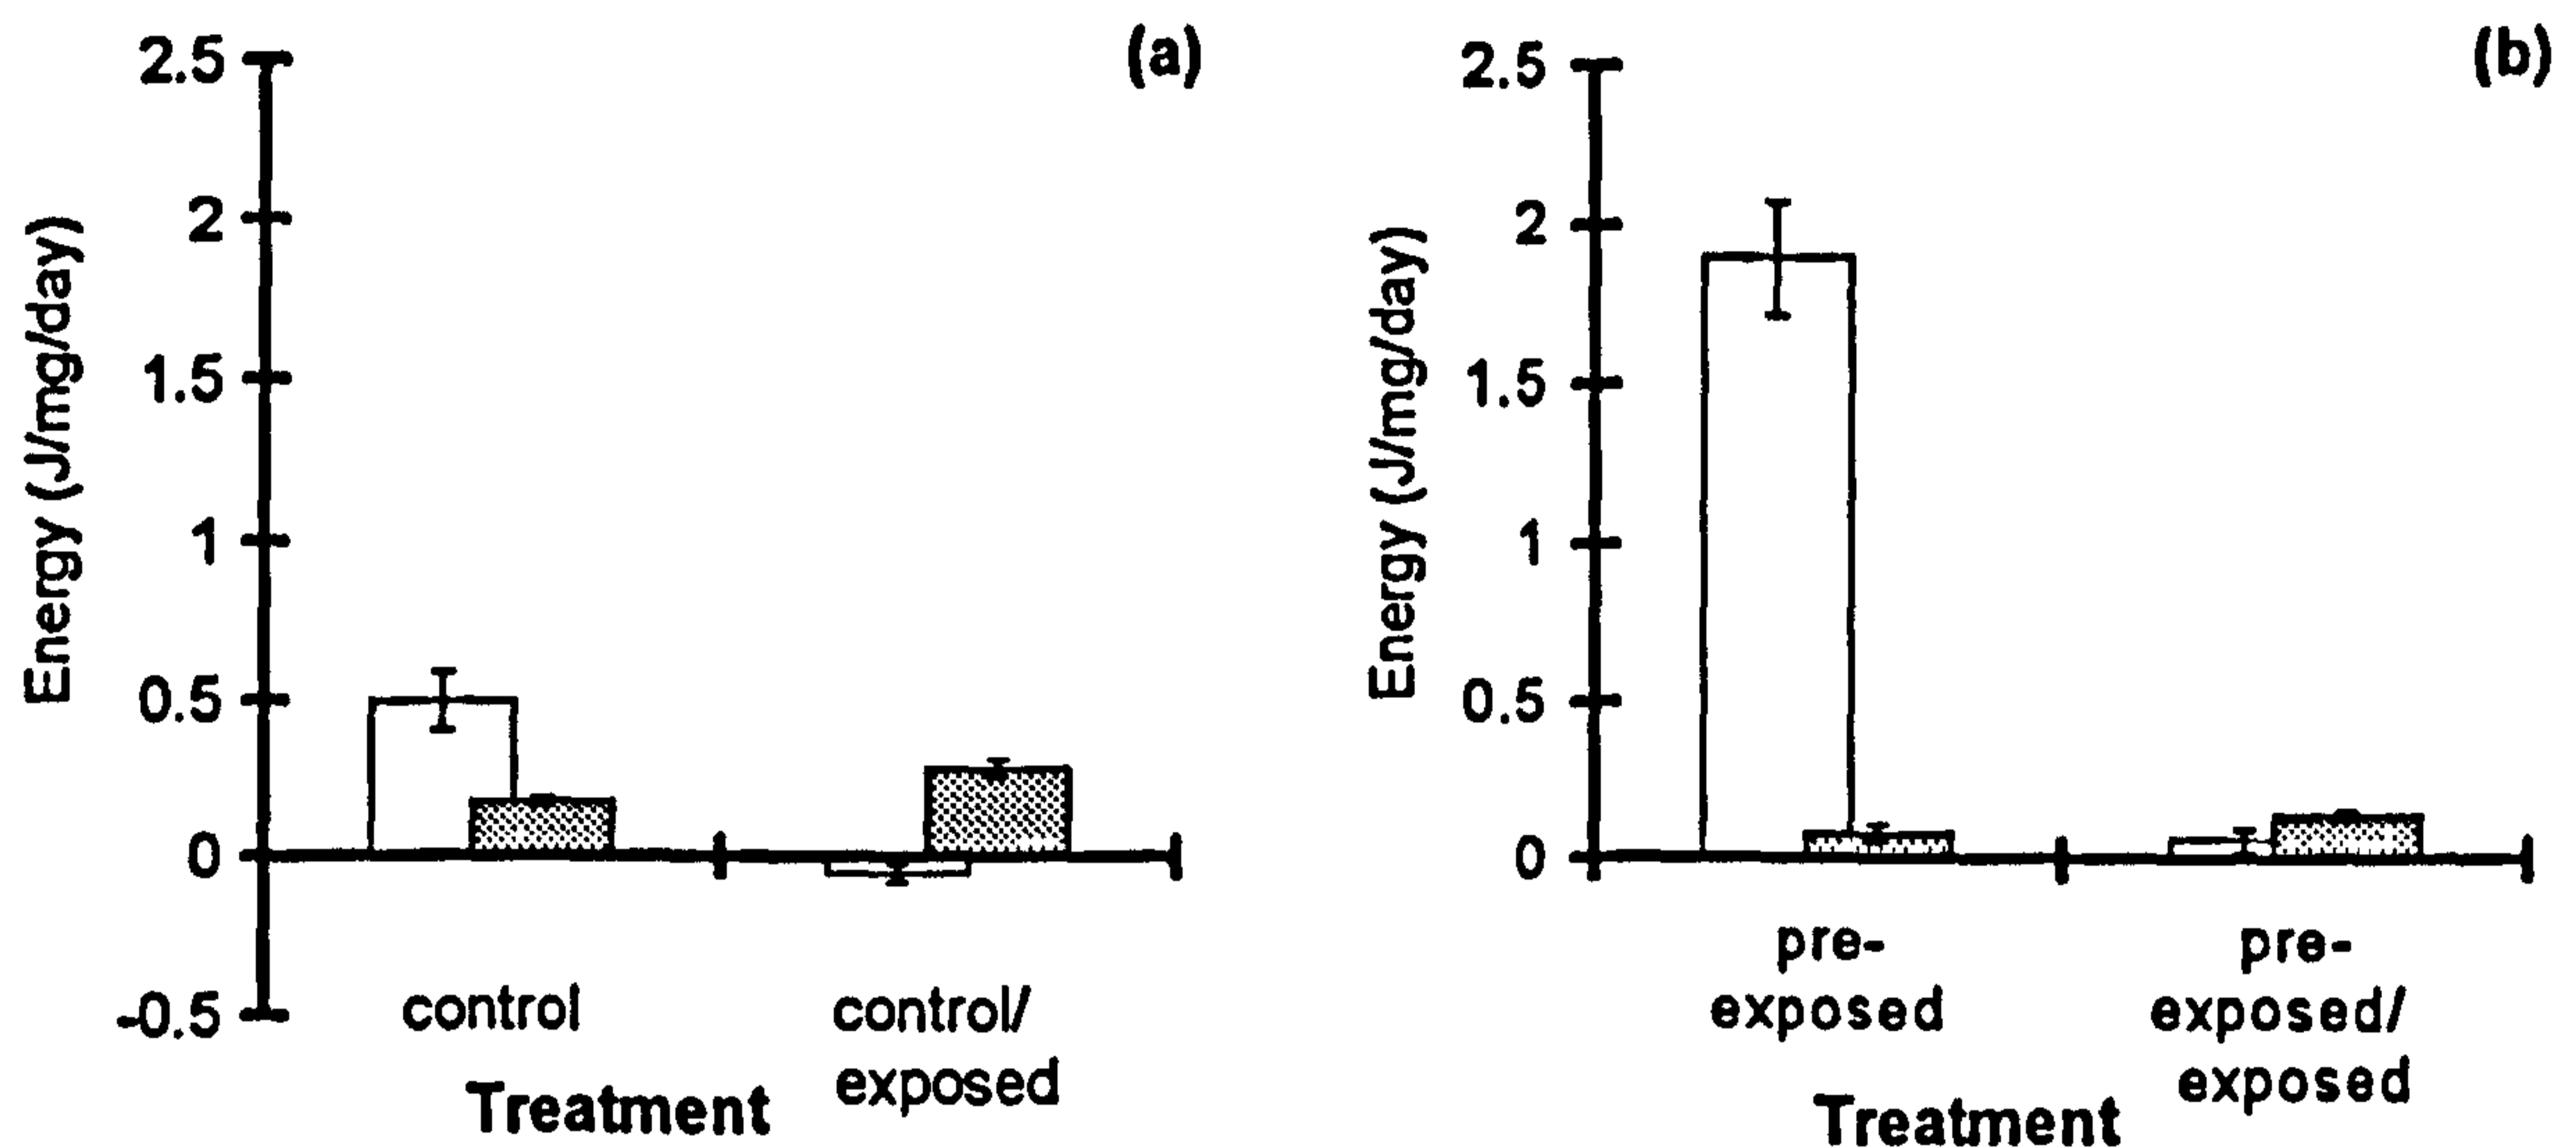 (a)
Energy (J/mg/day)
2.5
2
1.5
1
0.5
0
-0.5
control
control/
exposed
Treatment
(b)
Energy (J/mg/day)
2.5
2
1.5
1
0.5
0
pre-
exposed
pre-
exposed/
exposed
Treatment